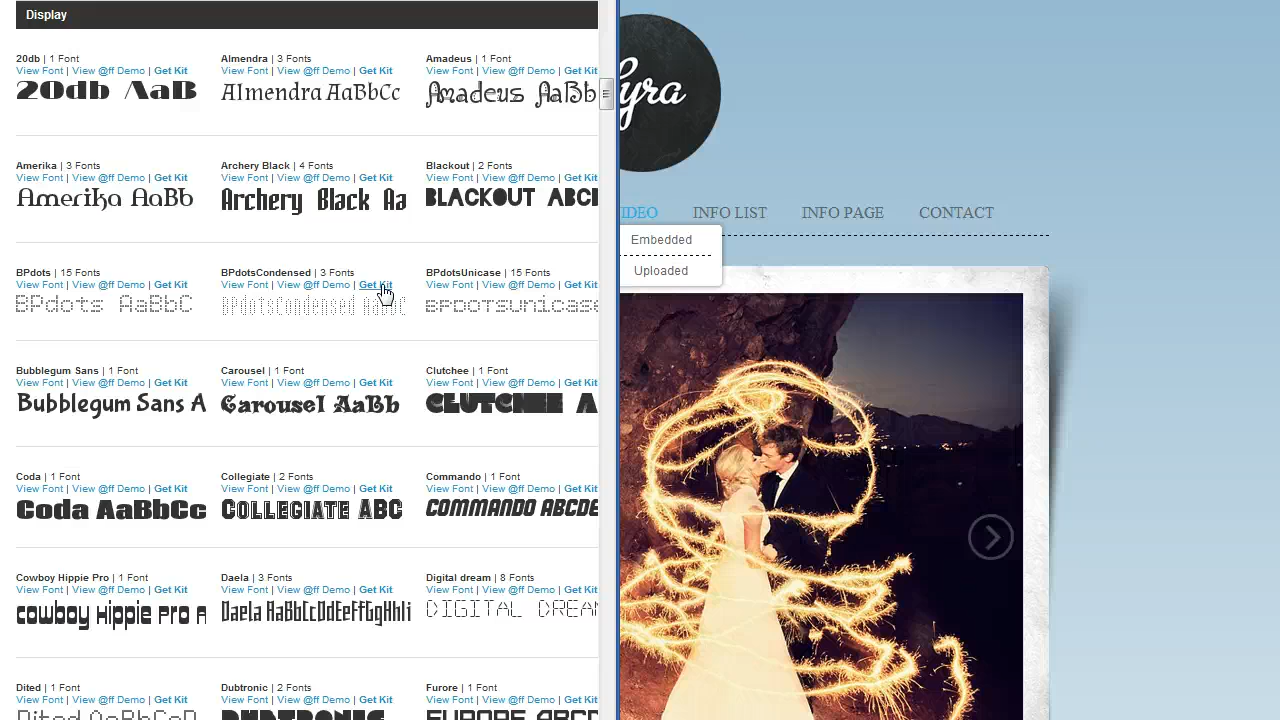 Display
20db | 1 Font
View Font | View @ff Demo | Get Kit
20db AaB
Almendra | 3 Fonts
View Font | View @ff Demo | Get Kit
Almendra AaBbCc
Amadeus | 1 Font
View Font | View @ff Demo | Get Kit
Amadeus AaBb
Amerika | 3 Fonts
View Font | View @ff Demo | Get Kit
Amerika AaBb
Archery Black | 4 Fonts
View Font | View @ff Demo | Get Kit
Archery Black Aa
Blackout | 2 Fonts
View Font | View @ff Demo | Get Kit
BLACKOUT ABC
BPdots | 15 Fonts
View Font | View @ff Demo | Get Kit
BPdots AaBbC
BPdotsCondensed | 3 Fonts
View Font | View @ff Demo | Get Kit
BPdotsUnicase | 15 Fonts
View Font | View @ff Demo | Get Kit
BPDOTSUNICASE
Bubblegum Sans | 1 Font
View Font | View @ff Demo | Get Kit
Bubblegum Sans A
Carousel | 1 Font
View Font | View @ff Demo | Get Kit
Carousel AaBb
Clutchee | 1 Font
View Font | View @ff Demo | Get Kit
CLUTCHEE A
Coda | 1 Font
View Font | View @ff Demo | Get Kit
Coda AaBbCc
Collegiate | 2 Fonts
View Font | View @ff Demo | Get Kit
COLLEGIATE ABC
Commando | 1 Font
View Font | View @ff Demo | Get Kit
COMMANDO ABCDE
Cowboy Hippie Pro | 1 Font
View Font | View @ff Demo | Get Kit
cowboy Hippie Pro A
Daela | 3 Fonts
View Font | View @ff Demo | Get Kit
Daela AaBbCcDdEeFfGgHhIi
Digital dream | 8 Fonts
View Font | View @ff Demo | Get Kit
DIGITAL DREAM
Dited | 1 Font
View Font | View @ff Demo | Get Kit
Dited AaBbCcD
Dubtronic | 2 Fonts
View Font | View @ff Demo | Get Kit
DUBTRONIC
Furore | 1 Font
View Font | View @ff Demo | Get Kit
FURORE ABCD
yra
IDEO
INFO LIST
INFO PAGE
CONTACT
Embedded
Uploaded